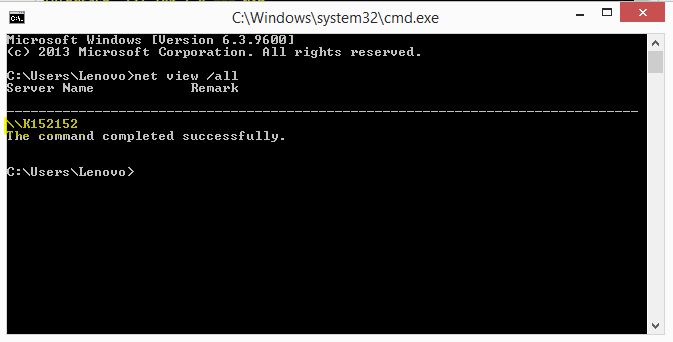 C:\Windows\system32\cmd.exe
Microsoft Windows [Version 6.3.9600]
(c) 2013 Microsoft Corporation. All rights reserved.
C:\Users\Lenovo>net view /all
Server Name            Remark
-------------------------------------------------------------------------------
\\K152152
The command completed successfully.
C:\Users\Lenovo>